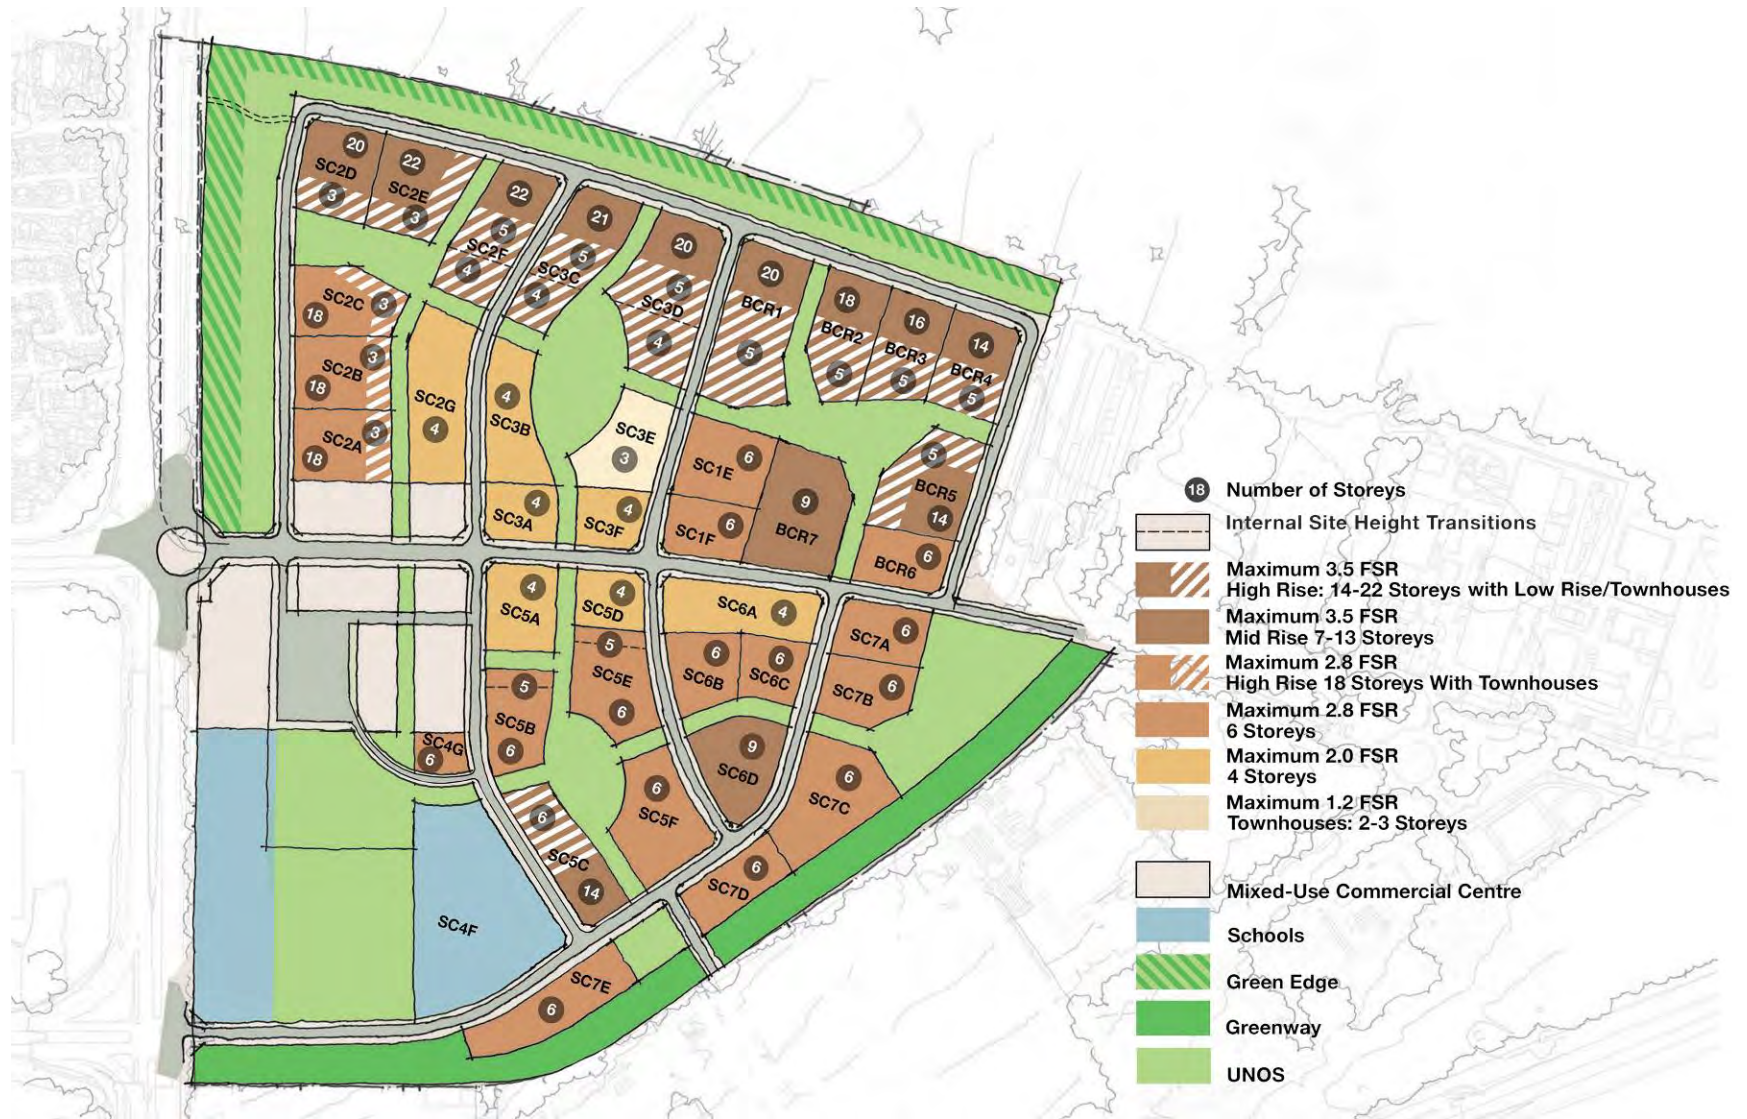 20
SC2D
3
22
SC2E
3
22
5
SC2F
4
21
5
SC3C
4
20
5
SC3D
4
20
BCR1
5
18
BCR2
5
16
BCR3
5
14
BCR4
5
SC2C
3
18
SC2B
3
18
SC2A
3
18
SC2G
4
4
SC3B
SC3E
3
4
SC3A
4
SC3F
6
SC1E
6
SC1F
9
BCR7
5
BCR5
14
6
BCR6
4
SC5A
4
SC5D
SC6A
4
5
SC5E
6
6
SC6B
6
SC6C
6
SC7A
SC7B
6
5
SC5B
6
SC4G
6
9
SC6D
6
SC7C
6
SC5F
6
SC5C
14
6
SC7D
SC4F
SC7E
6
18 Number of Storeys
Internal Site Height Transitions
Maximum 3.5 FSR
High Rise: 14-22 Storeys with Low Rise/Townhouses
Maximum 3.5 FSR
Mid Rise 7-13 Storeys
Maximum 2.8 FSR
High Rise 18 Storeys With Townhouses
Maximum 2.8 FSR
6 Storeys
Maximum 2.0 FSR
4 Storeys
Maximum 1.2 FSR
Townhouses: 2-3 Storeys
Mixed-Use Commercial Centre
Schools
Green Edge
Greenway
UNOS